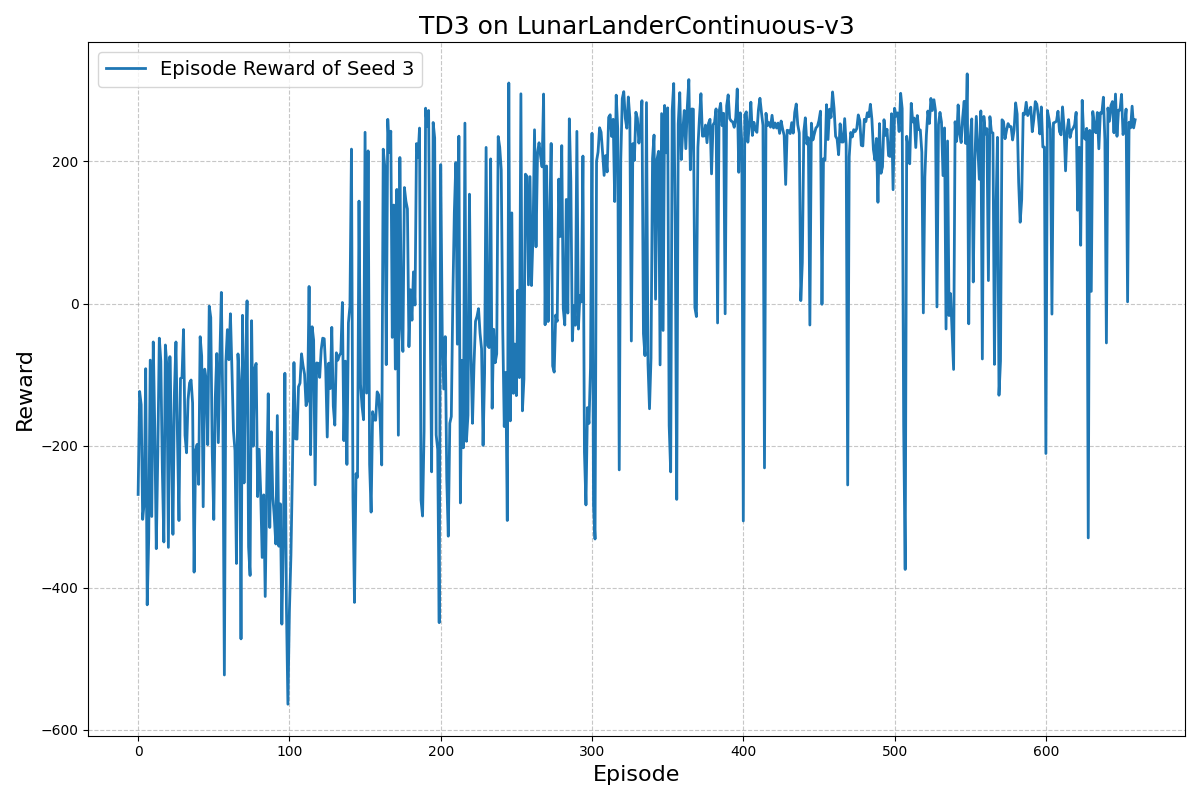 TD3 on LunarLanderContinuous-v3
Episode Reward of Seed 3
Reward
200
0
−200
−400
−600
0 100 200 300 400 500 600
Episode